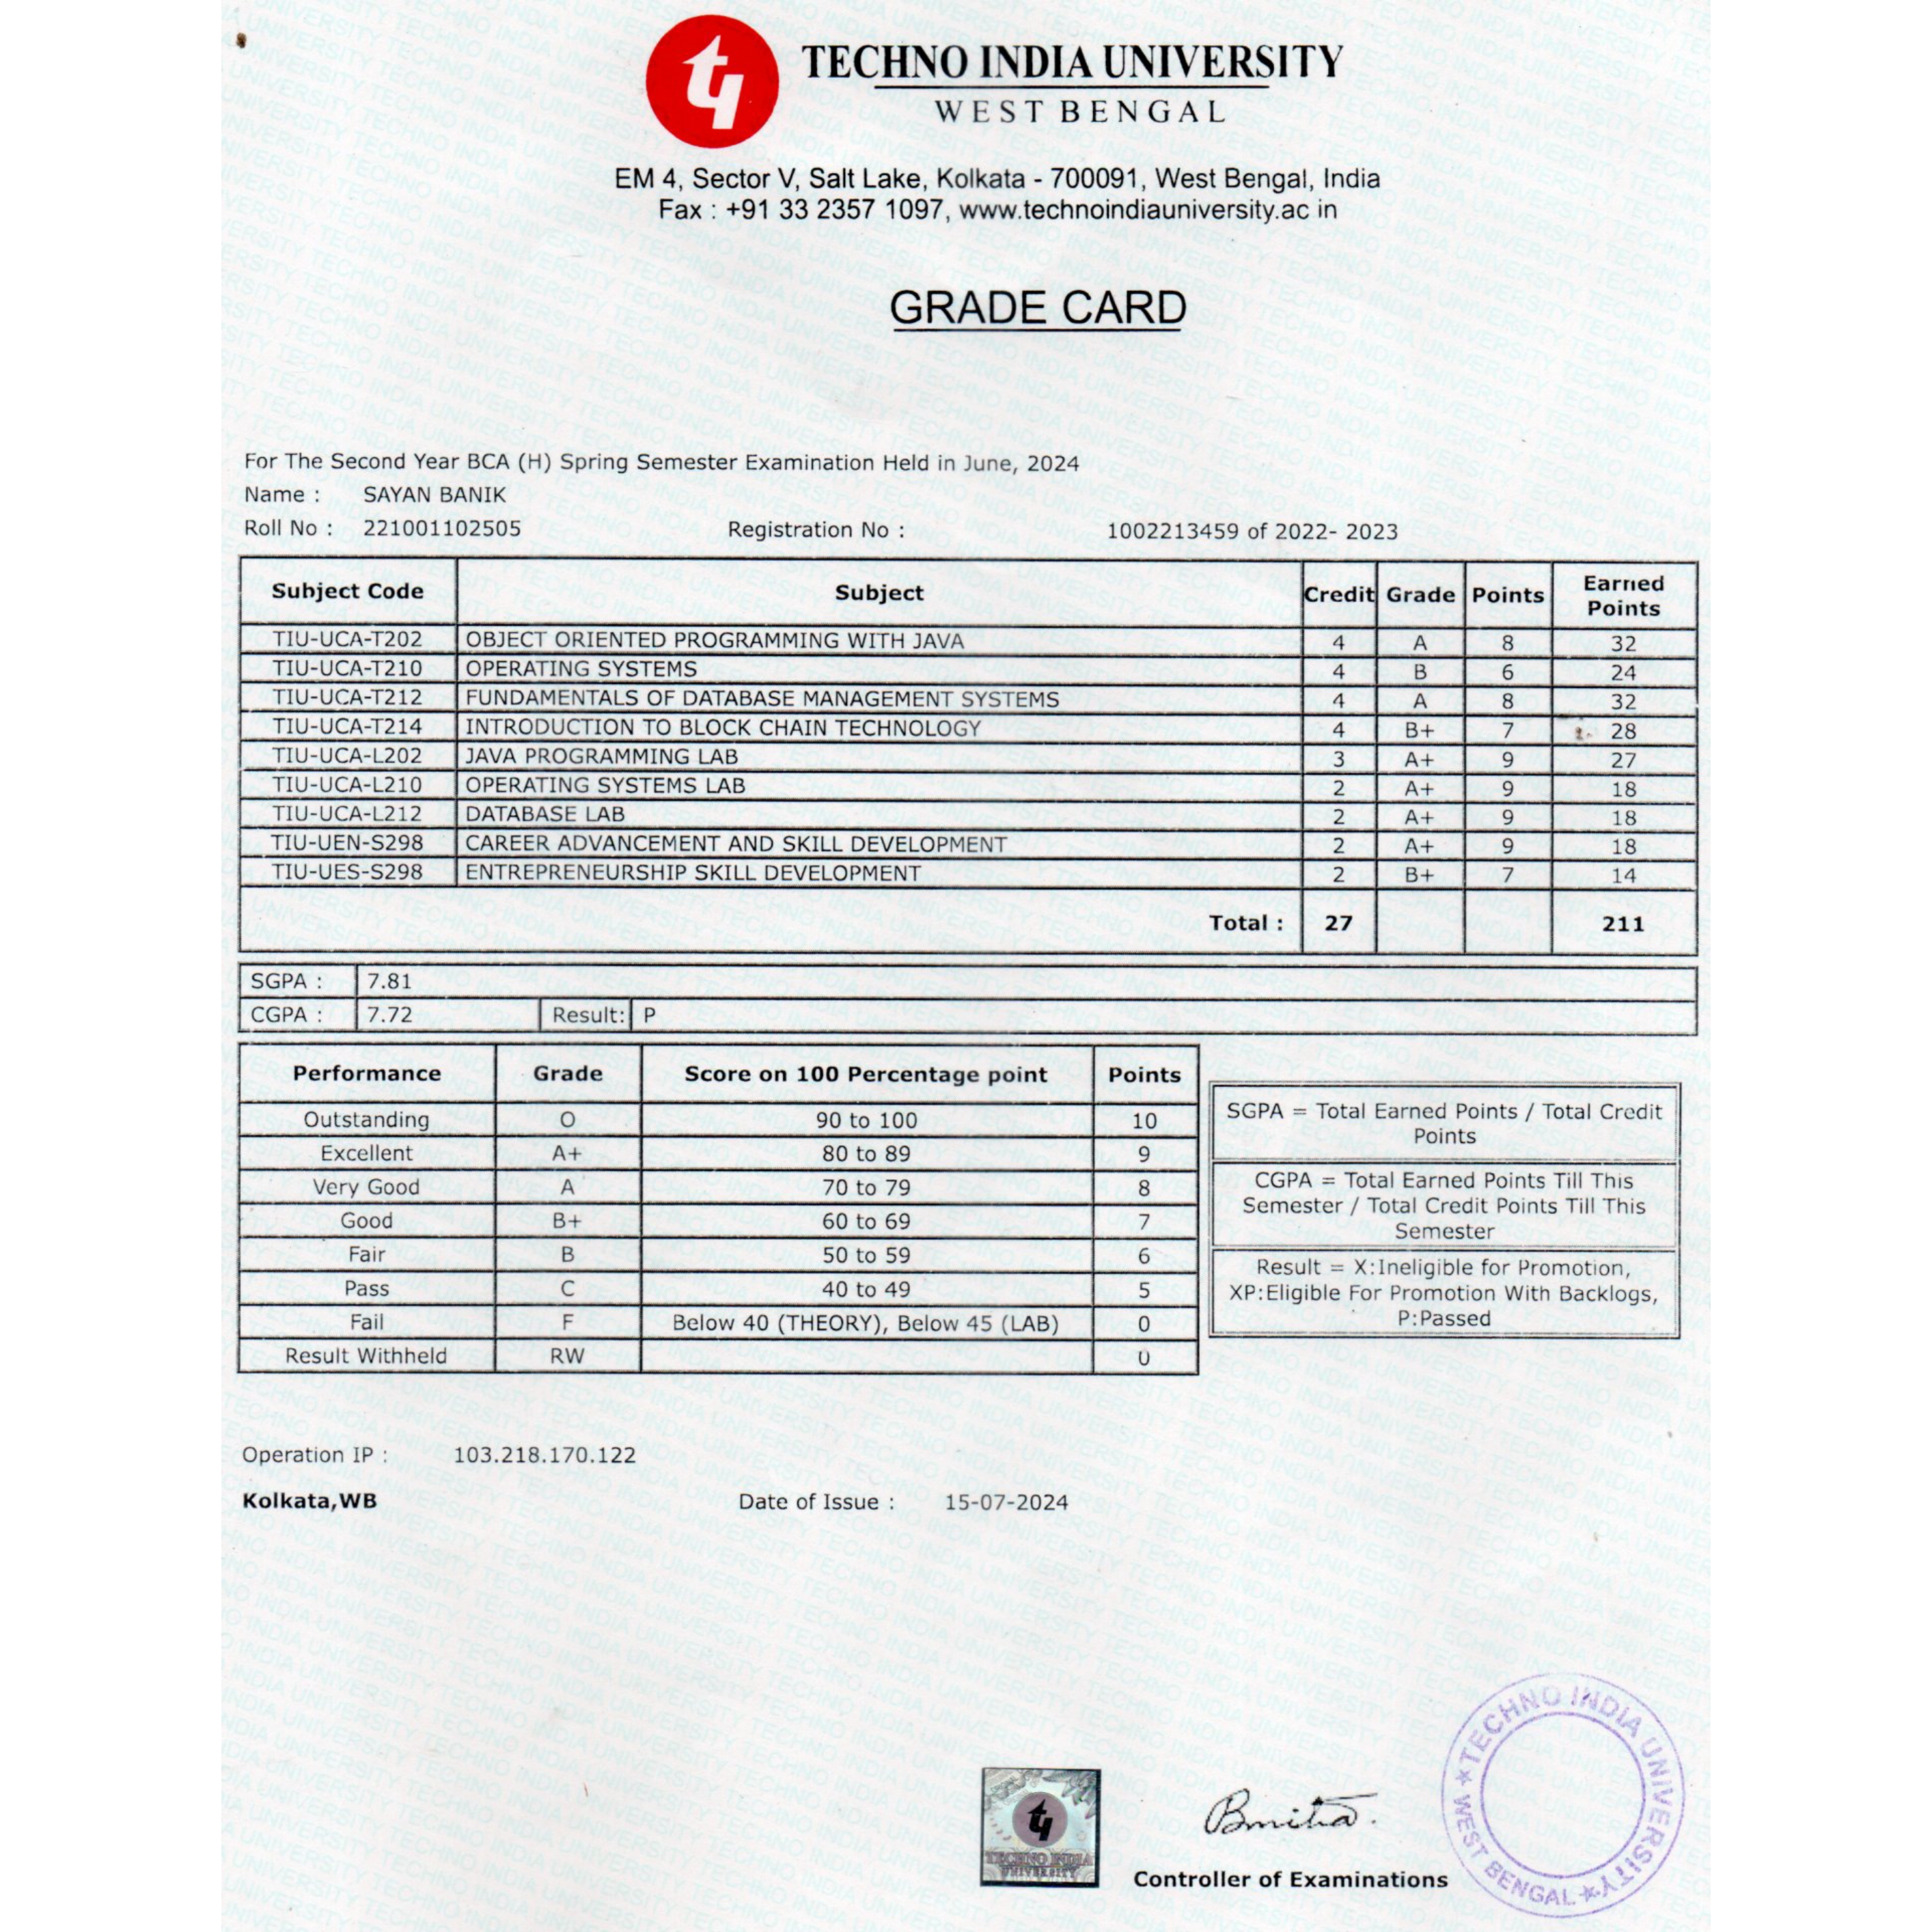 TECHNO INDIA UNIVERSITY
WEST BENGAL
EM 4, Sector V, Salt Lake, Kolkata - 700091, West Bengal, India
Fax : +91 33 2357 1097, www.technoindiauniversity.ac in
GRADE CARD
For The Second Year BCA (H) Spring Semester Examination Held in June, 2024
Name : SAYAN BANIK
Roll No : 221001102505 Registration No : 1002213459 of 2022- 2023
Subject Code Subject Credit Grade Points Earned Points
TIU-UCA-T202 OBJECT ORIENTED PROGRAMMING WITH JAVA 4 A 8 32
TIU-UCA-T210 OPERATING SYSTEMS 4 B 6 24
TIU-UCA-T212 FUNDAMENTALS OF DATABASE MANAGEMENT SYSTEMS 4 A 8 32
TIU-UCA-T214 INTRODUCTION TO BLOCK CHAIN TECHNOLOGY 4 B+ 7 28
TIU-UCA-L202 JAVA PROGRAMMING LAB 3 A+ 9 27
TIU-UCA-L210 OPERATING SYSTEMS LAB 2 A+ 9 18
TIU-UCA-L212 DATABASE LAB 2 A+ 9 18
TIU-UEN-S298 CAREER ADVANCEMENT AND SKILL DEVELOPMENT 2 A+ 9 18
TIU-UES-S298 ENTREPRENEURSHIP SKILL DEVELOPMENT 2 B+ 7 14
Total : 27 211
SGPA : 7.81
CGPA : 7.72 Result: P
Performance Grade Score on 100 Percentage point Points
Outstanding O 90 to 100 10
Excellent A+ 80 to 89 9
Very Good A 70 to 79 8
Good B+ 60 to 69 7
Fair B 50 to 59 6
Pass C 40 to 49 5
Fail F Below 40 (THEORY), Below 45 (LAB) 0
Result Withheld RW 0
SGPA = Total Earned Points / Total Credit
Points
CGPA = Total Earned Points Till This
Semester / Total Credit Points Till This
Semester
Result = X:Ineligible for Promotion,
XP:Eligible For Promotion With Backlogs,
P:Passed
Operation IP : 103.218.170.122
Kolkata,WB Date of Issue : 15-07-2024
TECHNO INDIA
UNIVERSITY
Controller of Examinations
TECHNO INDIA UNIVERSITY
WEST BENGAL